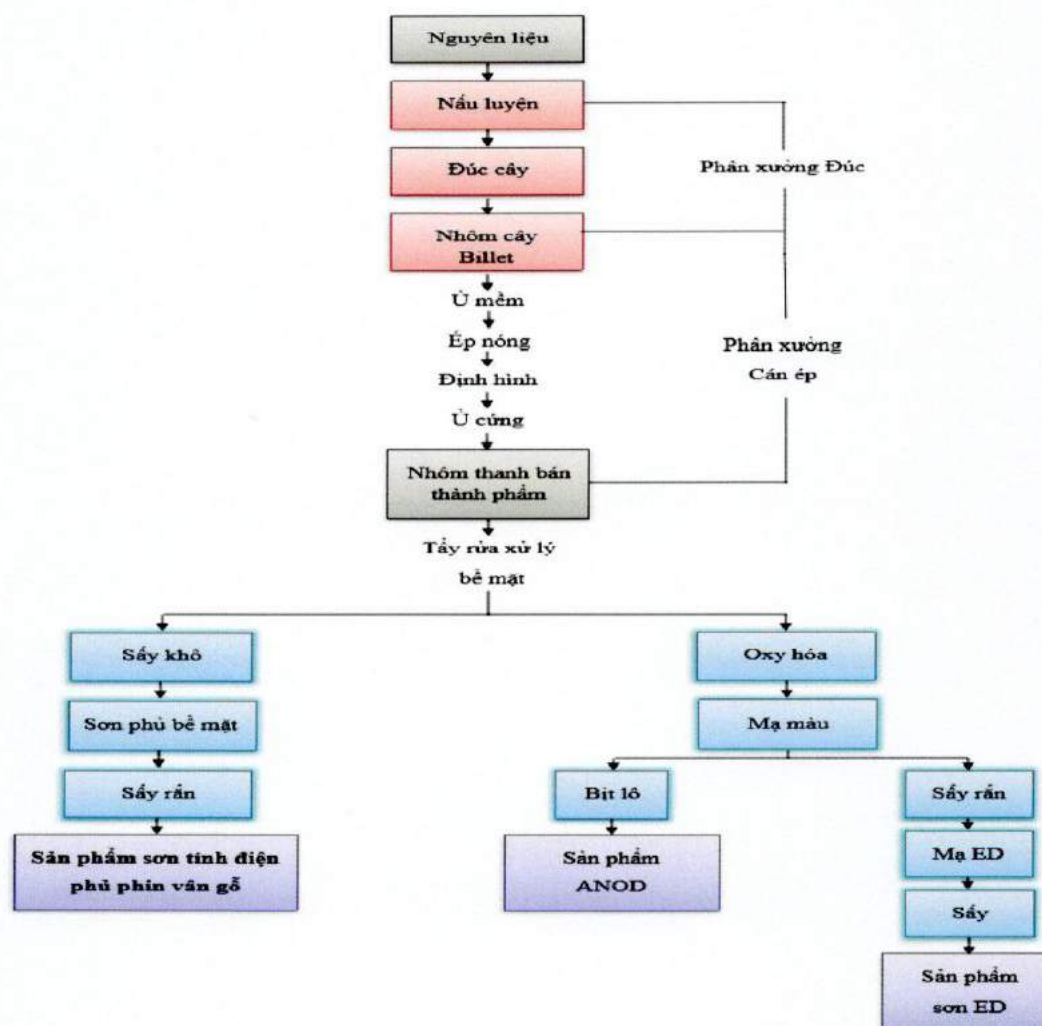 Nguyên liệu
Nấu luyện
Đúc cây
Phân xưởng Đúc
Nhôm cây
Billet
Ủ mềm
Ép nóng
Phân xưởng
Định hình
Cán ép
Ủ cứng
Nhôm thanh bán
thành phẩm
Tẩy rửa xử lý
bề mặt
Sấy khô
Oxy hóa
Sơn phủ bề mặt
Mạ màu
Sấy rắn
Bịt lô
Sấy rắn
Sản phẩm sơn tĩnh điện
phủ phin vân gỗ
Sản phẩm
ANOD
Mạ ED
Sấy
Sản phẩm
sơn ED